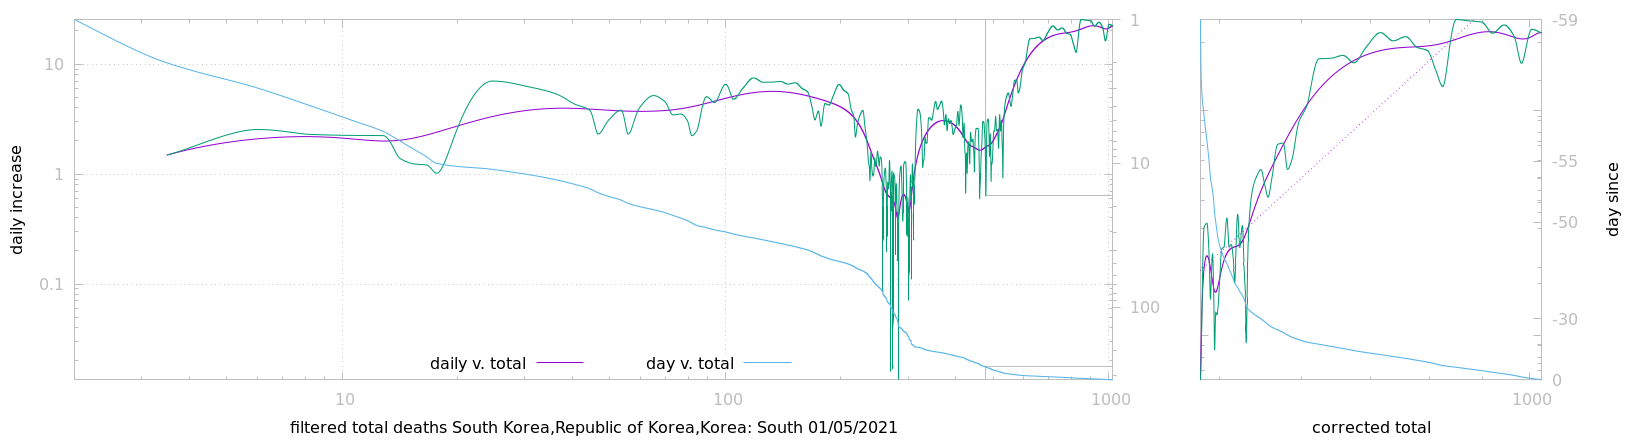 daily increase
10
1
0.1
1
10
100
daily v. total
day v. total
10
100
1000
filtered total deaths South Korea,Republic of Korea,Korea: South 01/05/2021
-59
-55
-50
-30
0
day since
1000
corrected total